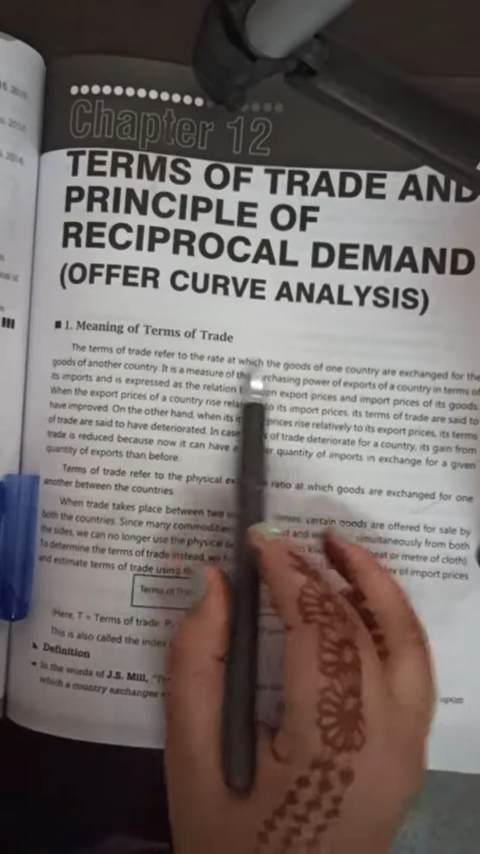 Chapter 12
TERMS OF TRADE AND
PRINCIPLE OF
RECIPROCAL DEMAND
(OFFER CURVE ANALYSIS)
1. Meaning of Terms of Trade
The terms of trade refer to the rate at which the goods of one country are exchanged for the
goods of another country. It is a measure of the purchasing power of exports of a country in terms of
its imports and is expressed as the relation between export prices and import prices of its goods.
When the export prices of a country rise to its import prices, its terms of trade are said to
have improved. On the other hand, when its prices rise relatively to its export prices, its terms
of trade are said to have deteriorated. In case of trade deteriorate for a country, its gain from
trade is reduced because now it can have a quantity of imports in exchange for a given
quantity of exports than before.
Terms of trade refer to the physical ratio at which goods are exchanged for one
another between the countries.
When trade takes place between two certain goods are offered for sale by
both the countries. Since many commodities and simultaneously from both
the sides, we can no longer use the physical or metre of cloth)
To determine the terms of trade instead, of import prices
and estimate terms of trade using
Terms of
(Here, T = Terms of trade:
This is also called the index
Definition
In the words of J.S. Mill,
which a country exchanges